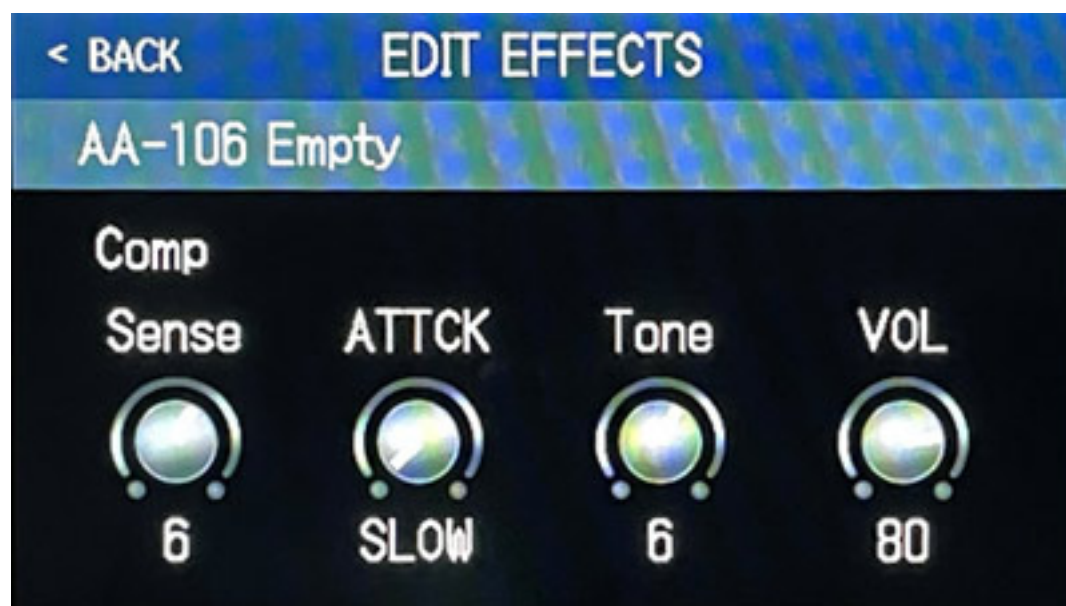 < BACK EDIT EFFECTS
AA-106 Empty
Comp
Sense ATTCK Tone VOL
6 SLOW 6 80